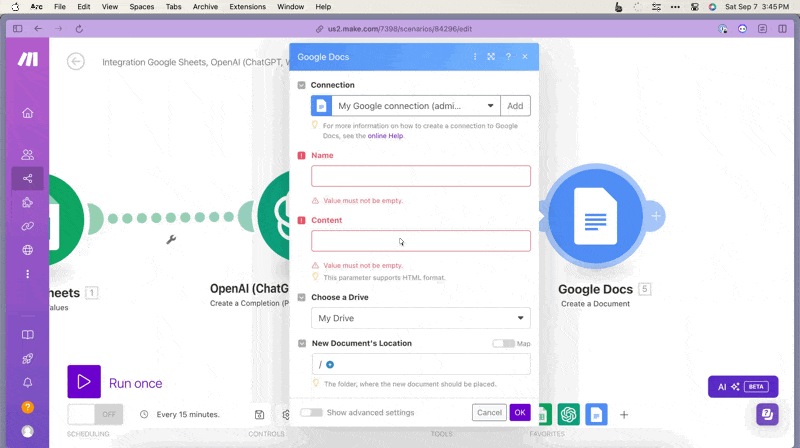 Arc File Edit View Spaces Tabs Archive Extensions Window Help Sat Sep 7 3:45 PM
us2.make.com/7398/scenarios/84296/edit
Integration Google Sheets, OpenAI (ChatGPT, W
Google Docs
?
Connection
My Google connection (admi... Add
For more information on how to create a connection to Google
Docs, see the online Help.
Name
Value must not be empty.
Content
Value must not be empty.
This parameter supports HTML format.
Choose a Drive
My Drive
New Document's Location Map
/
The folder, where the new document should be placed.
Show advanced settings Cancel OK
heets 1
Values
OpenAI (ChatG
Create a Completion (P
Google Docs 5
Create a Document
Run once
AI BETA
OFF Every 15 minutes.
SCHEDULING CONTROLS TOOLS FAVORITES